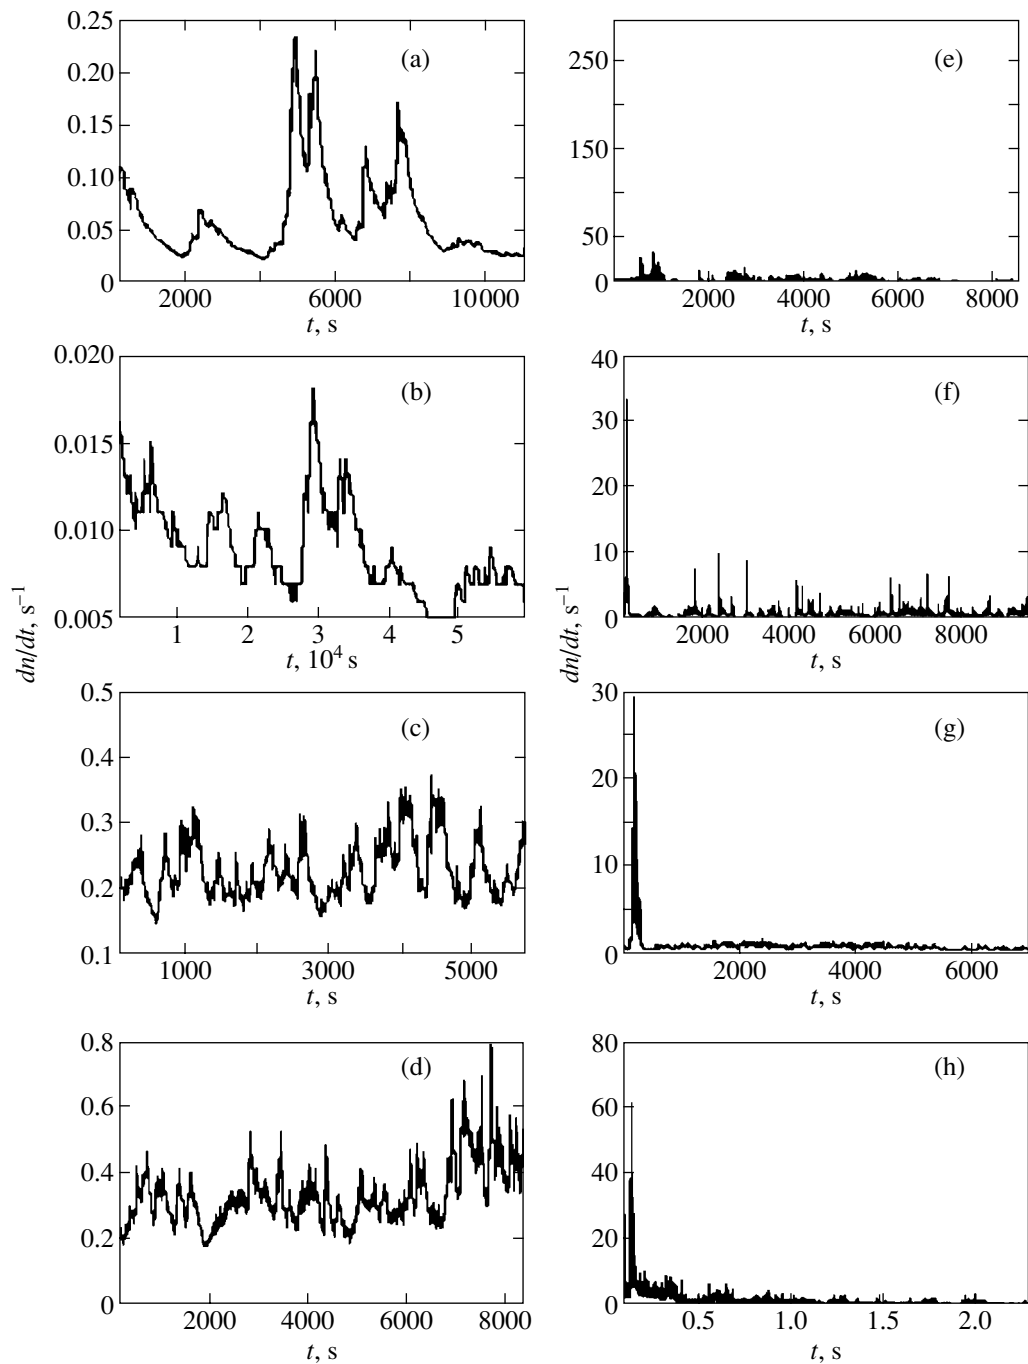 0.25
0.20
0.15
0.10
0.05
0
(a)
2000 6000 10000
t, s
250
150
50
0
(e)
2000 4000 6000 8000
t, s
0.020
0.015
0.010
0.005
(b)
1 2 3 4 5
t, 10⁴ s
dn/dt, s⁻¹
40
30
20
10
0
(f)
2000 4000 6000 8000
t, s
dn/dt, s⁻¹
0.5
0.4
0.3
0.2
0.1
(c)
1000 3000 5000
t, s
30
20
10
0
(g)
2000 4000 6000
t, s
0.8
0.6
0.4
0.2
0
(d)
2000 4000 6000 8000
t, s
80
60
40
20
0
(h)
0.5 1.0 1.5 2.0
t, s